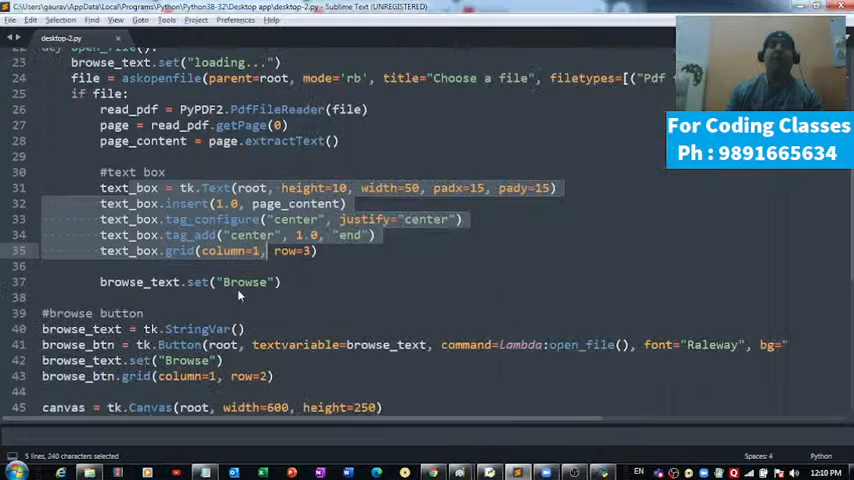 C:\Users\gaurav\AppData\Local\Programs\Python\Python38-32\Desktop app\desktop-2.py - Sublime Text (UNREGISTERED)
File Edit Selection Find View Goto Tools Project Preferences Help
desktop-2.py
23 browse_text.set("loading...")
24 file = askopenfile(parent=root, mode='rb', title="Choose a file", filetypes=[("Pdf
25 if file:
26 read_pdf = PyPDF2.PdfFileReader(file)
27 page = read_pdf.getPage(0)
28 page_content = page.extractText()
29
30 #text box
31 text_box = tk.Text(root, height=10, width=50, padx=15, pady=15)
32 text_box.insert(1.0, page_content)
33 text_box.tag_configure("center", justify="center")
34 text_box.tag_add("center", 1.0, "end")
35 text_box.grid(column=1, row=3)
36
37 browse_text.set("Browse")
38
39 #browse button
40 browse_text = tk.StringVar()
41 browse_btn = tk.Button(root, textvariable=browse_text, command=lambda:open_file(), font="Raleway", bg="
42 browse_text.set("Browse")
43 browse_btn.grid(column=1, row=2)
44
45 canvas = tk.Canvas(root, width=600, height=250)
For Coding Classes
Ph : 9891665634
5 lines, 240 characters selected
Tab Size: 4
Python
EN
12:10 PM